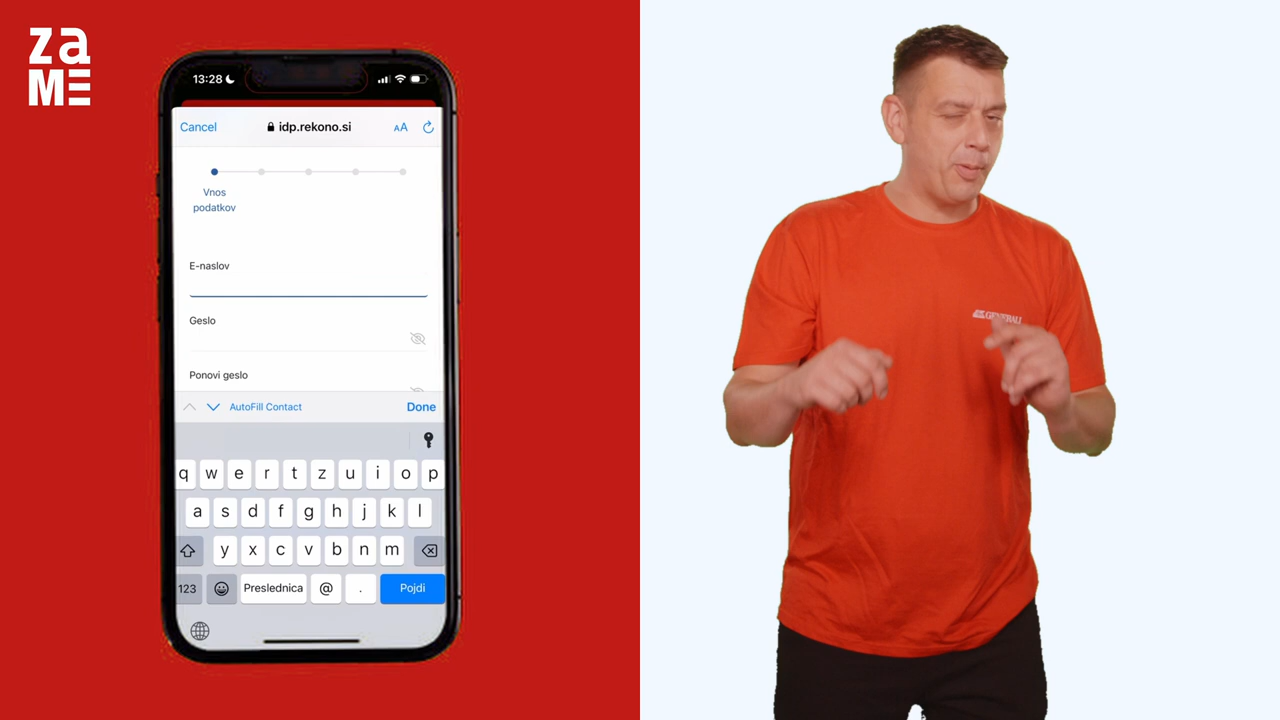 za
ME
13:28
Cancel
idp.rekono.si
AA
Vnos
podatkov
E-naslov
Geslo
Ponovi geslo
AutoFill Contact
Done
q w e r t z u i o p
a s d f g h j k l
y x c v b n m
123 Preslednica @ . Pojdi
GENERALI